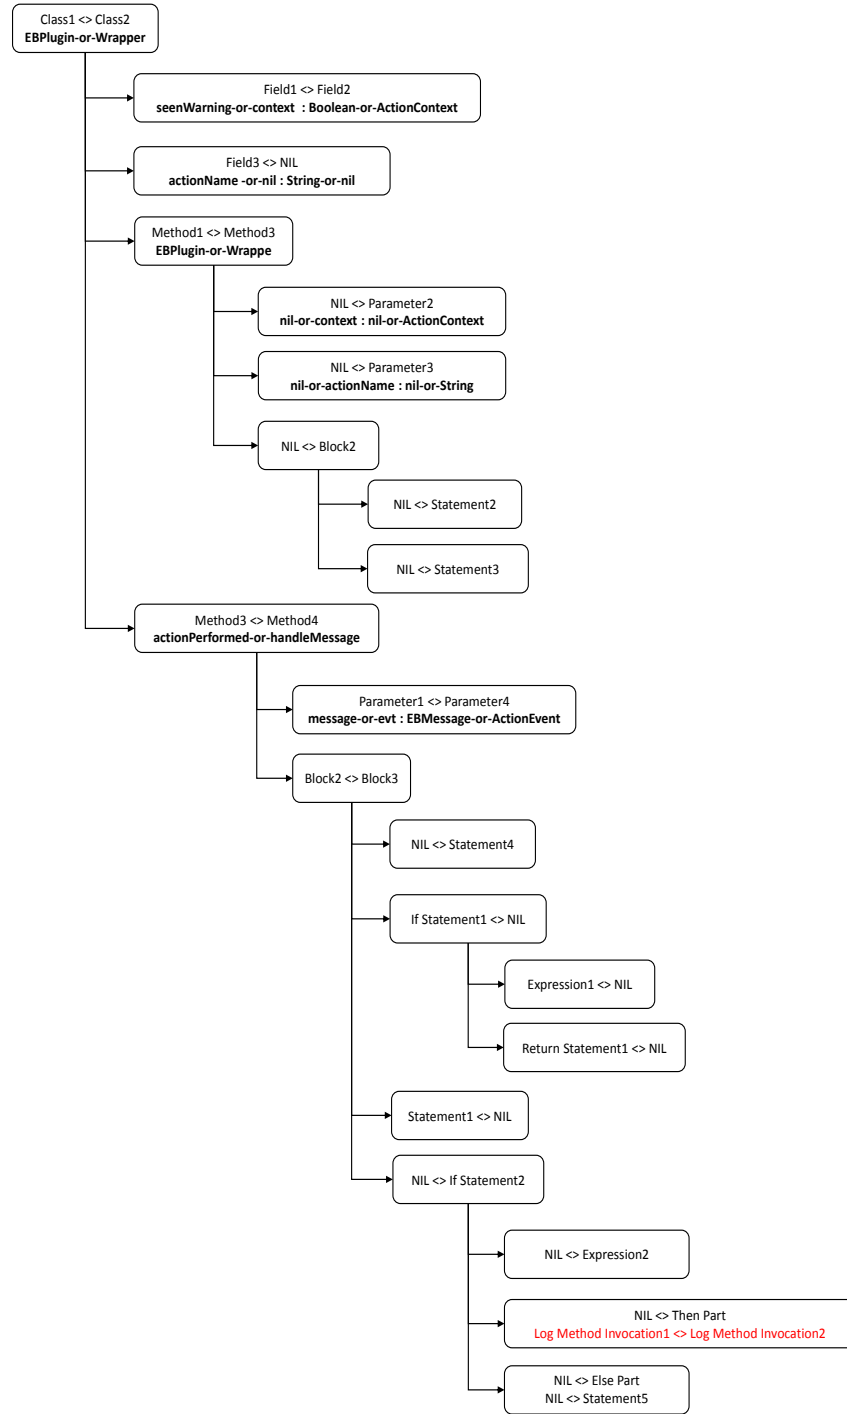 Class1 <> Class2
EBPlugin-or-Wrapper
Field1 <> Field2
seenWarning-or-context : Boolean-or-ActionContext
Field3 <> NIL
actionName -or-nil : String-or-nil
Method1 <> Method3
EBPlugin-or-Wrappe
NIL <> Parameter2
nil-or-context : nil-or-ActionContext
NIL <> Parameter3
nil-or-actionName : nil-or-String
NIL <> Block2
NIL <> Statement2
NIL <> Statement3
Method3 <> Method4
actionPerformed-or-handleMessage
Parameter1 <> Parameter4
message-or-evt : EBMessage-or-ActionEvent
Block2 <> Block3
NIL <> Statement4
If Statement1 <> NIL
Expression1 <> NIL
Return Statement1 <> NIL
Statement1 <> NIL
NIL <> If Statement2
NIL <> Expression2
NIL <> Then Part
Log Method Invocation1 <> Log Method Invocation2
NIL <> Else Part
NIL <> Statement5